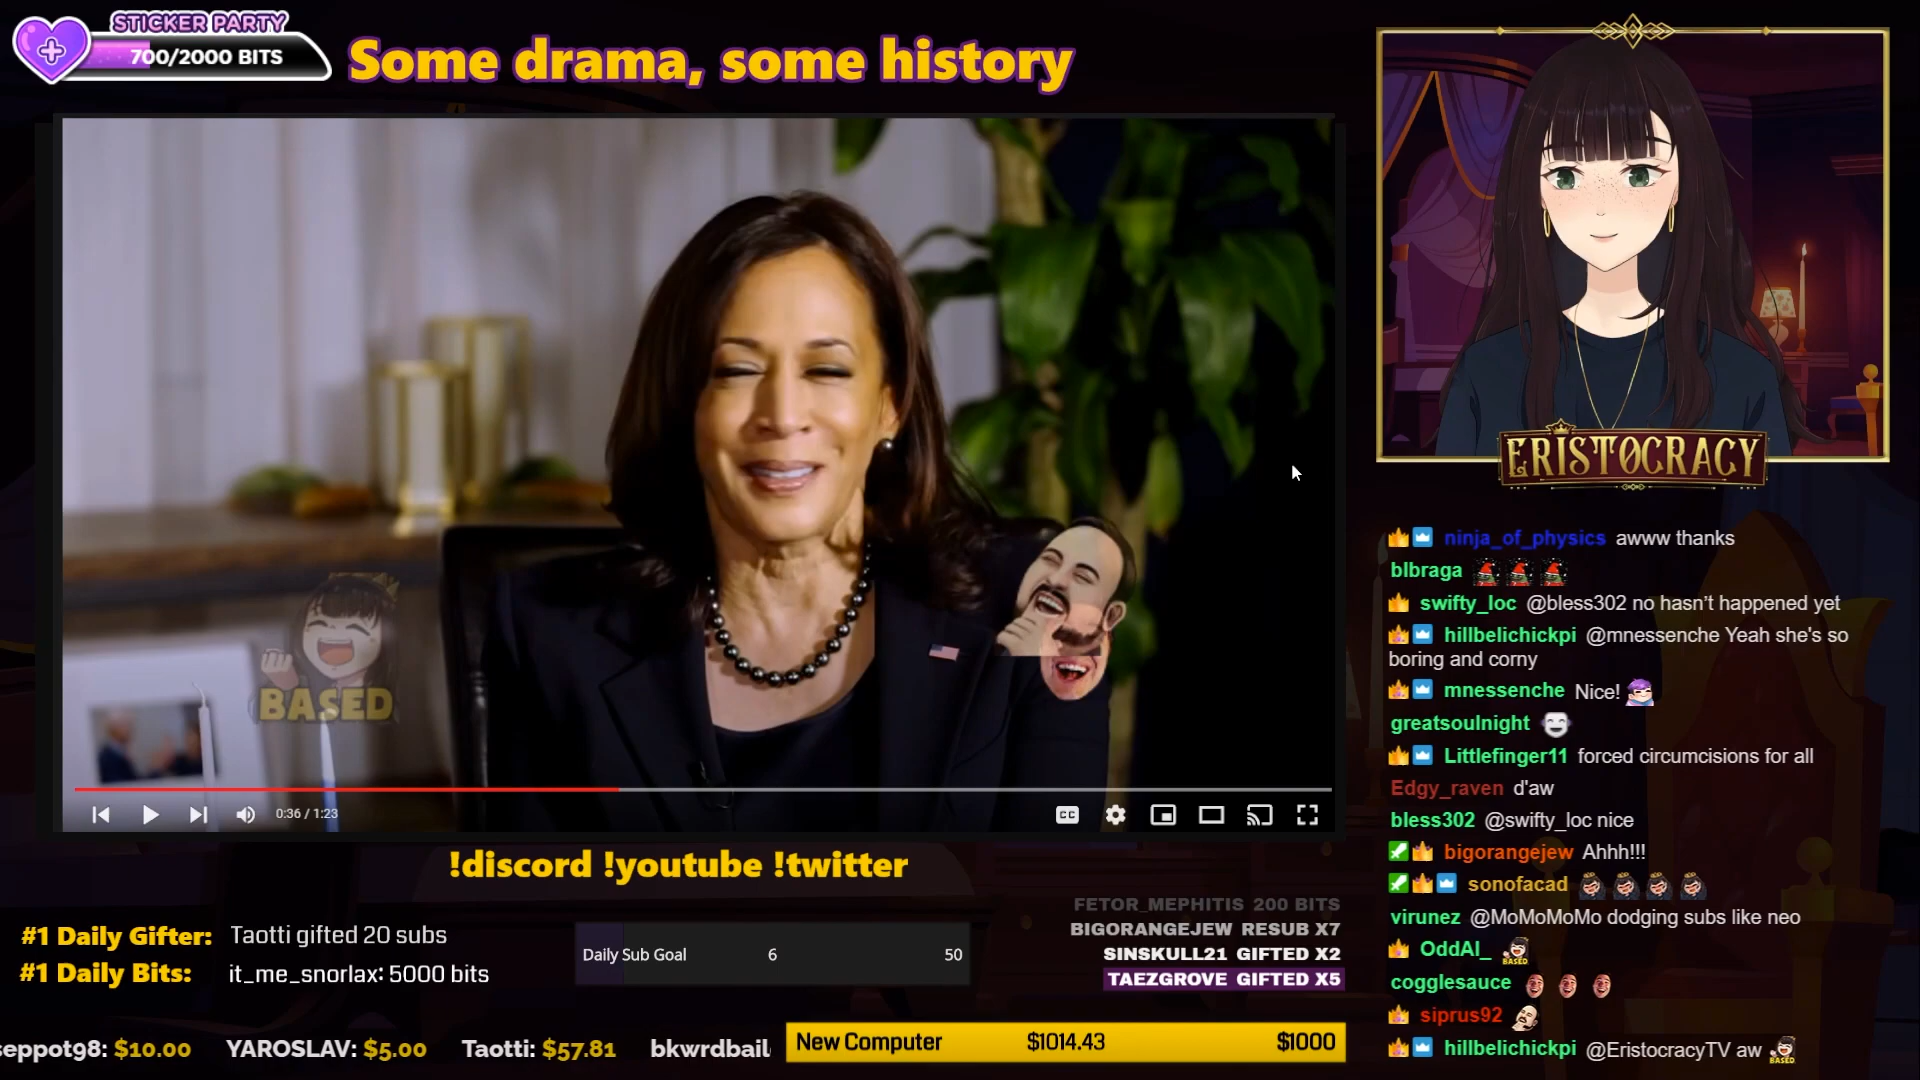 STICKER PARTY
700/2000 BITS
Some drama, some history
ERISTOCRACY
BASED
0:36 / 1:23
CC
!discord !youtube !twitter
#1 Daily Gifter: Taotti gifted 20 subs
#1 Daily Bits: it_me_snorlax: 5000 bits
Daily Sub Goal 6 50
FETOR_MEPHITIS 200 BITS
BIGORANGEJEW RESUB X7
SINSKULL21 GIFTED X2
TAEZGROVE GIFTED X5
seppot98: $10.00 YAROSLAV: $5.00 Taotti: $57.81 bkwrdbail
New Computer $1014.43 $1000
ninja_of_physics awww thanks
blbraga
swifty_loc @bless302 no hasn't happened yet
hillbelichickpi @mnessenche Yeah she's so
boring and corny
mnessenche Nice!
greatsoulnight
Littlefinger11 forced circumcisions for all
Edgy_raven d'aw
bless302 @swifty_loc nice
bigorangejew Ahhh!!!
sonofacad
virunez @MoMoMoMo dodging subs like neo
OddAI_ BASED
cogglesauce
siprus92
hillbelichickpi @EristocracyTV aw BASED